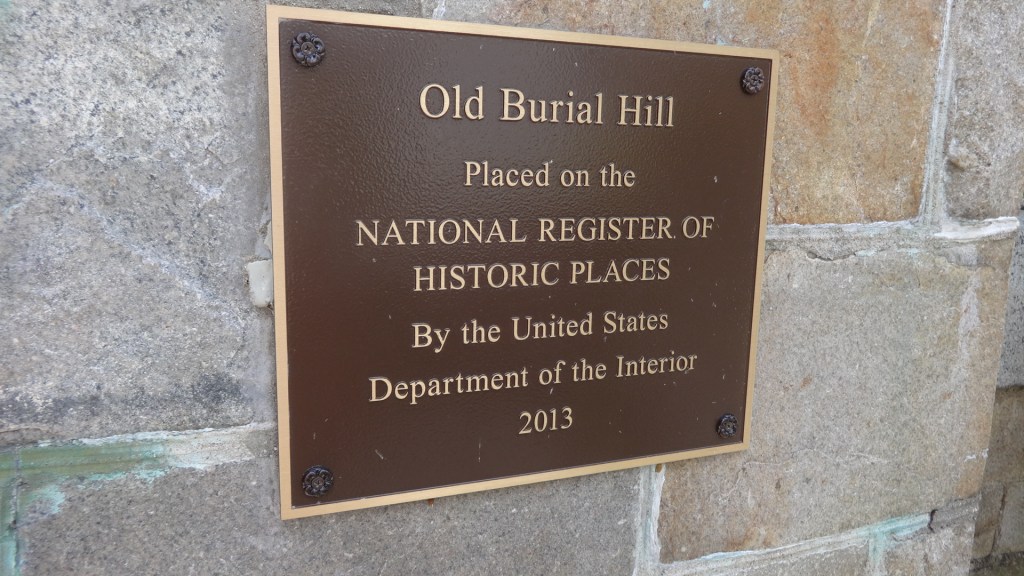 Old Burial Hill
Placed on the
NATIONAL REGISTER OF
HISTORIC PLACES
By the United States
Department of the Interior
2013